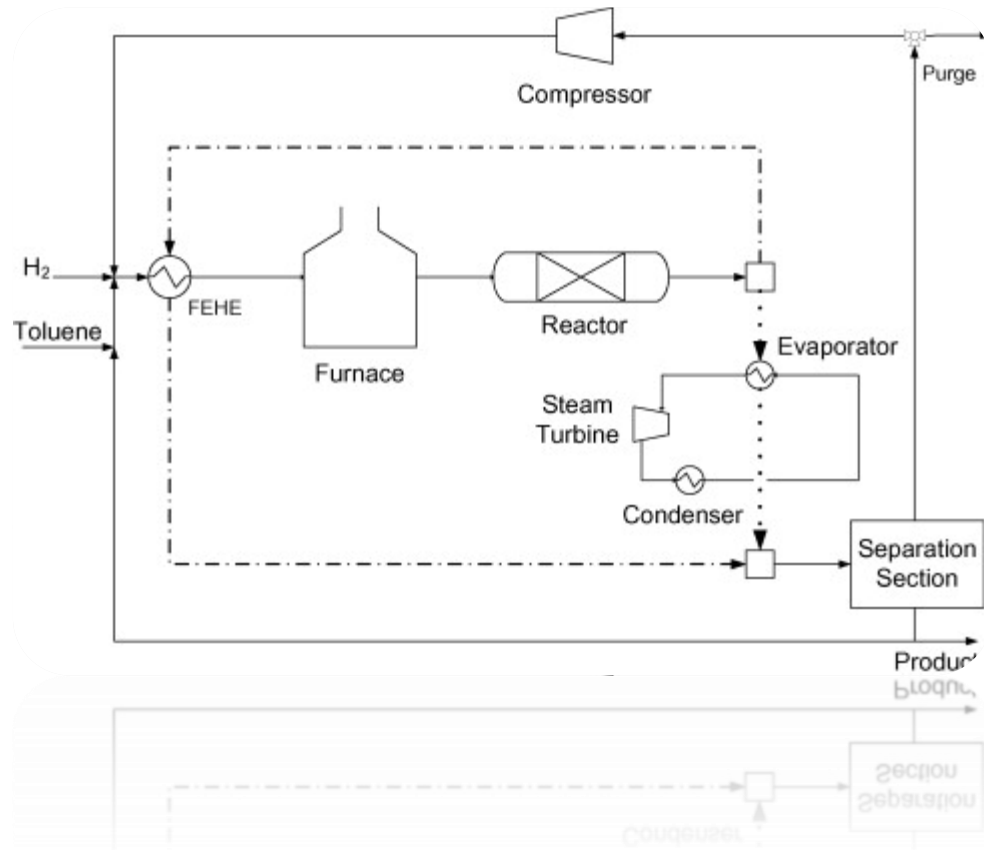 Compressor
Purge
H2
FEHE
Toluene
Furnace
Reactor
Evaporator
Steam
Turbine
Condenser
Separation
Section